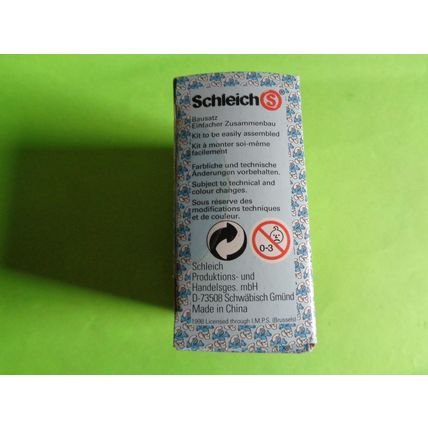 Schleich S®
Bausatz
Einfacher Zusammenbau
Kit to be easily assembled
Kit à monter soi-même
facilement
Farbliche und technische
Änderungen vorbehalten.
Subject to technical and
colour changes.
Sous réserve des
modifications techniques
et de couleur.
0-3
Schleich
Produktions- und
Handelsges. mbH
D-73508 Schwäbisch Gmünd
Made in China
1998 Licensed through I.M.P.S. (Brussels)